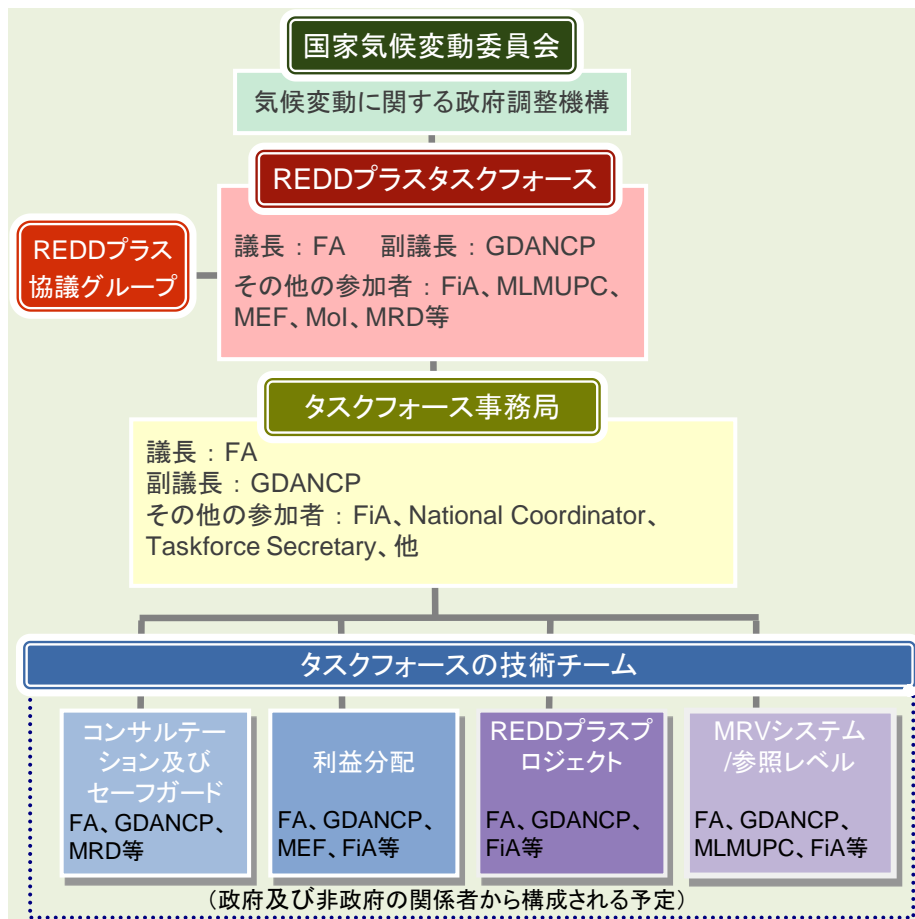 国家気候変動委員会
気候変動に関する政府調整機構
REDDプラスタスクフォース
REDDプラス
協議グループ
議長：FA　副議長：GDANCP
その他の参加者：FiA、MLMUPC、
MEF、MoI、MRD等
タスクフォース事務局
議長：FA
副議長：GDANCP
その他の参加者：FiA、National Coordinator、
Taskforce Secretary、他
タスクフォースの技術チーム
コンサルテー
ション及び
セーフガード
FA、GDANCP、
MRD等
利益分配
FA、GDANCP、
MEF、FiA等
REDDプラスプ
ロジェクト
FA、GDANCP、
FiA等
MRVシステム
/参照レベル
FA、GDANCP、
MLMUPC、FiA等
（政府及び非政府の関係者から構成される予定）